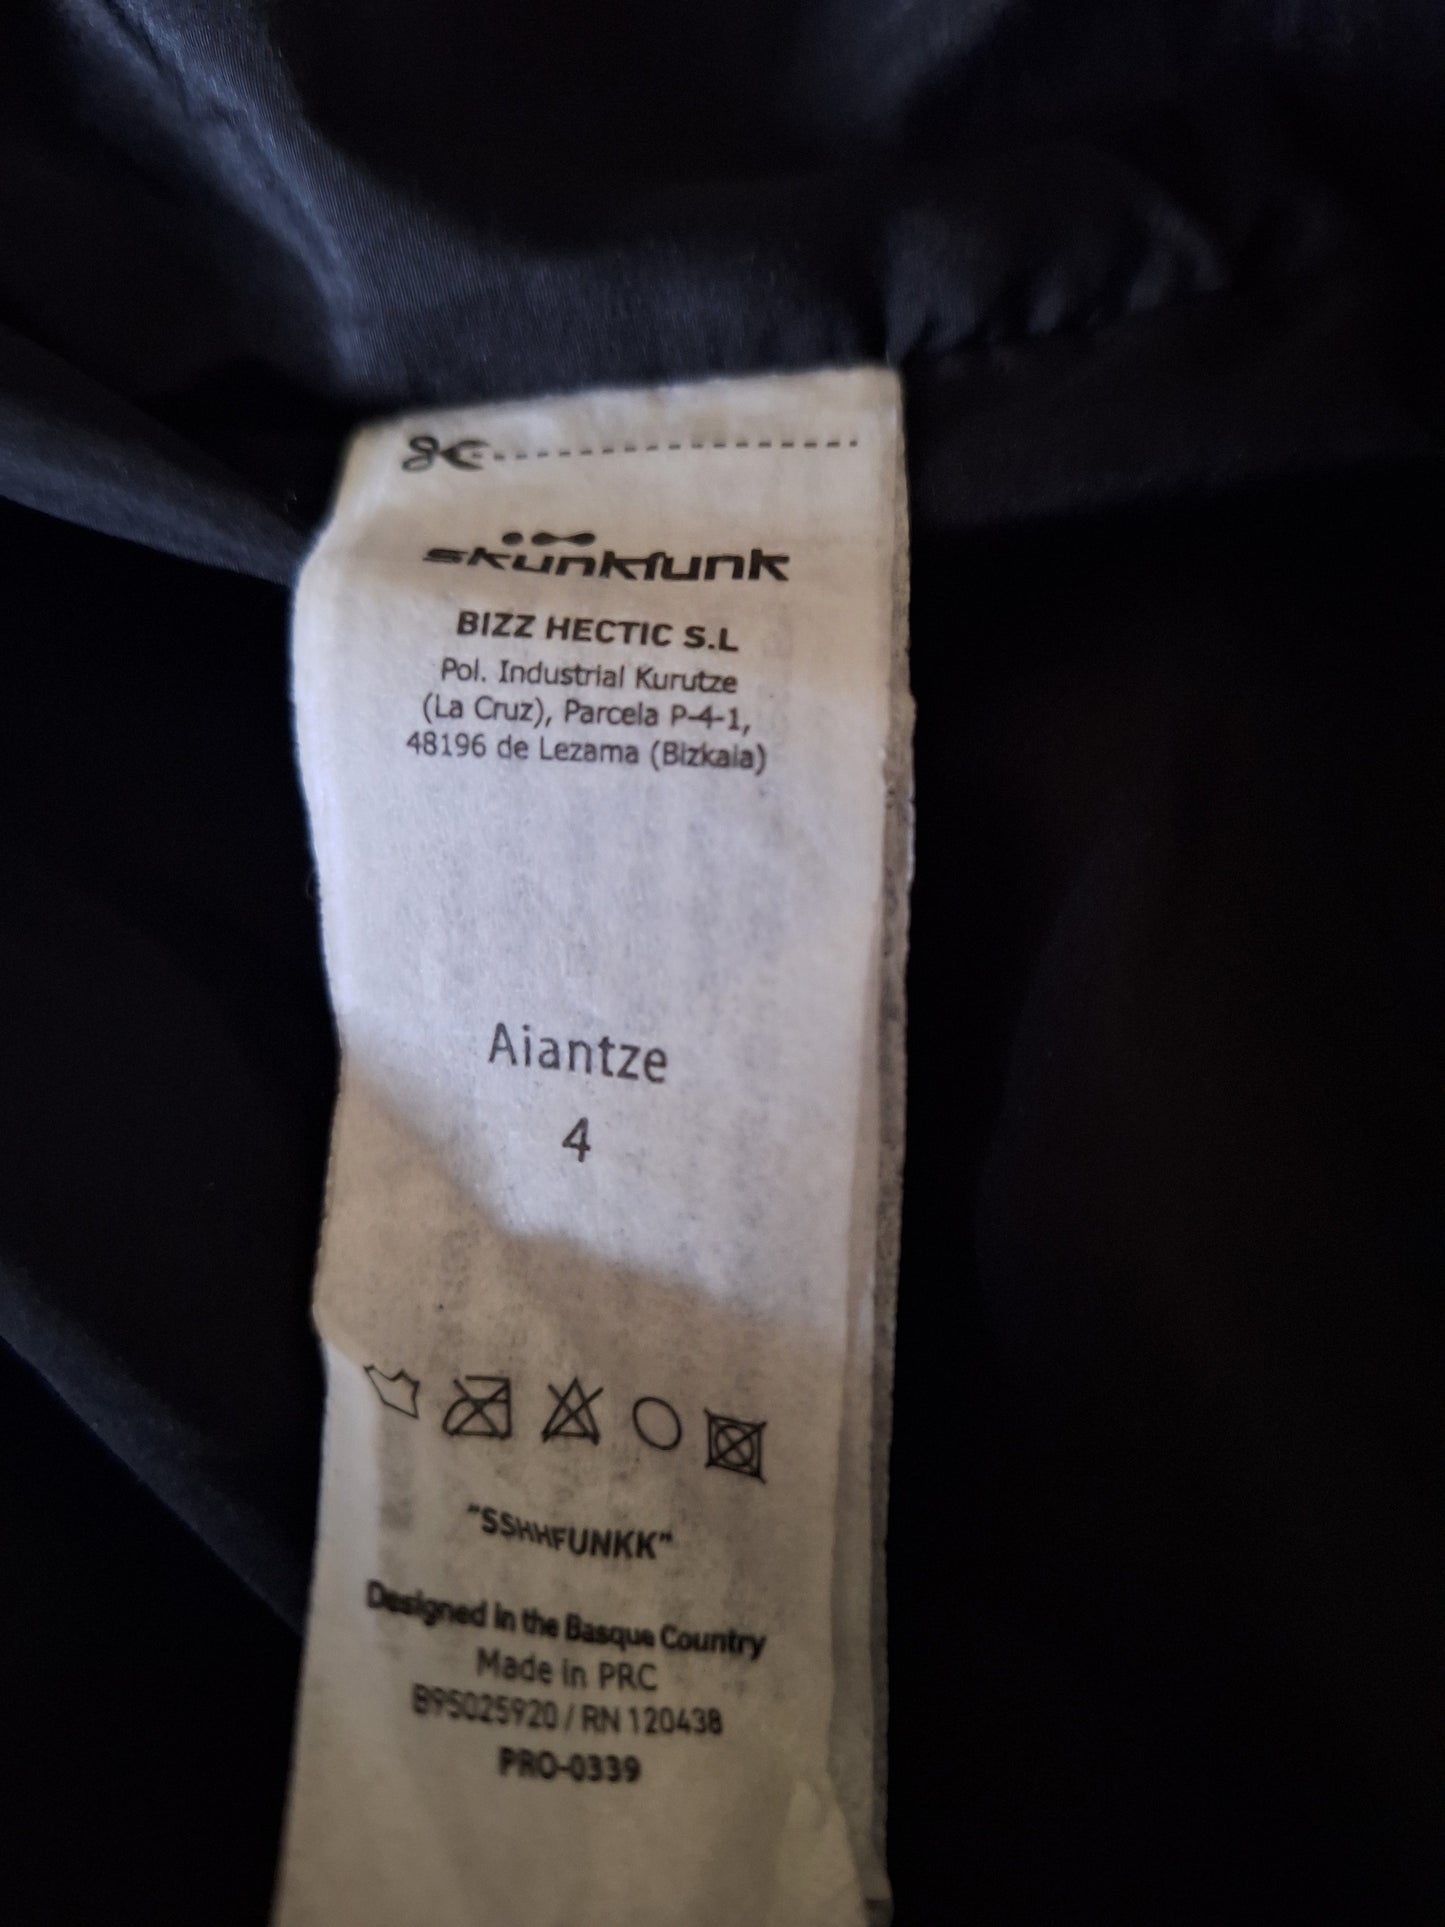 skunkfunk
BIZZ HECTIC S.L
Pol. Industrial Kurutze
(La Cruz), Parcela P-4-1,
48196 de Lezama (Bizkaia)
Aiantze
4
"SSHHFUNKK"
Designed in the Basque Country
Made in PRC
B95025920 / RN 120438
PRO-0339